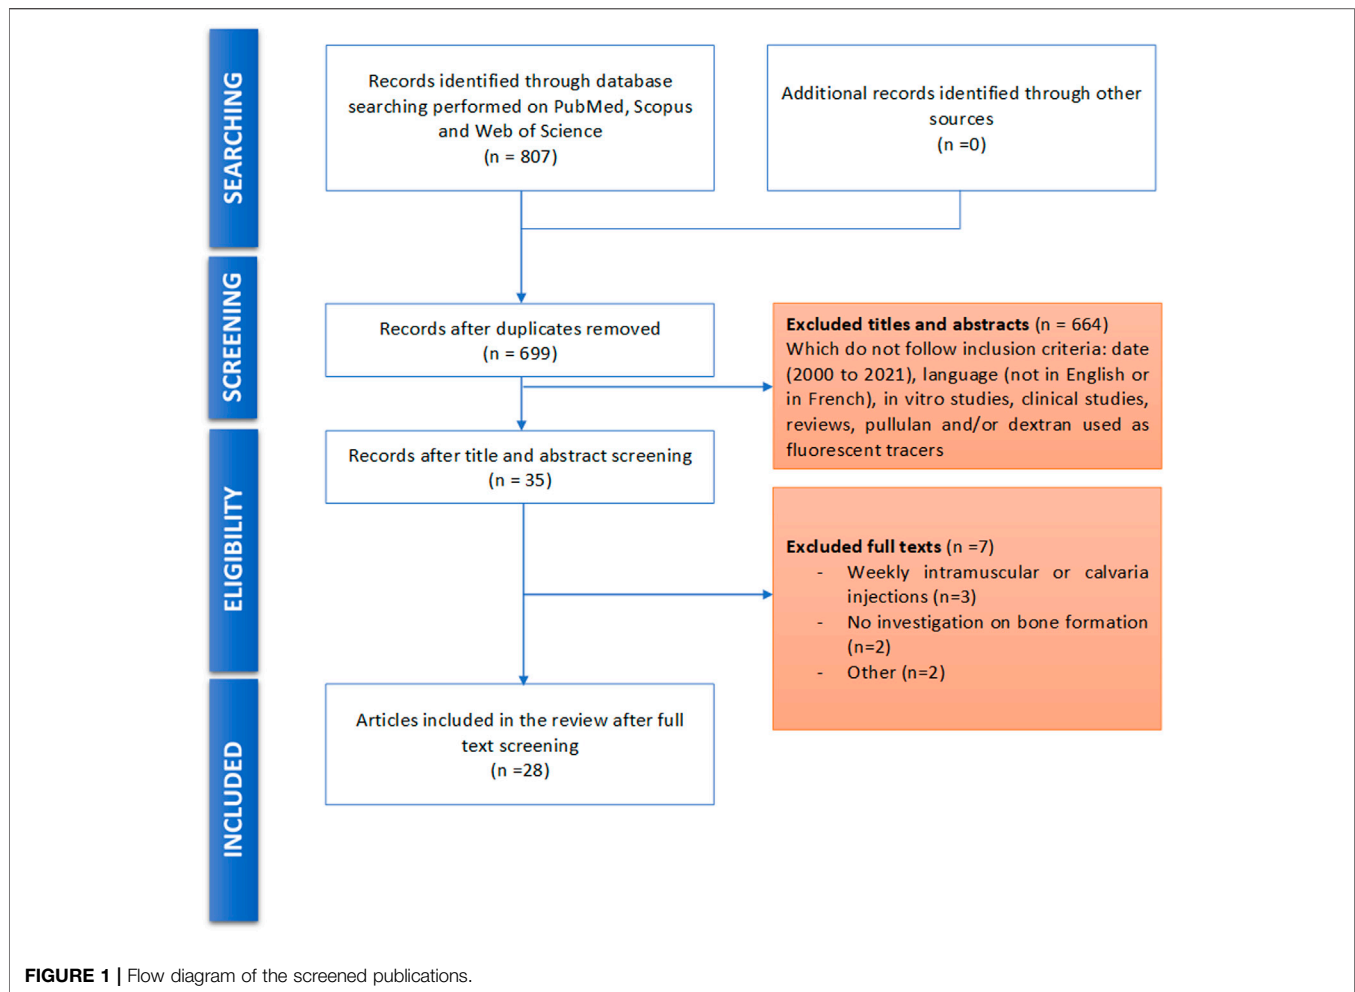 SEARCHING
Records identified through database
searching performed on PubMed, Scopus
and Web of Science
(n = 807)
Additional records identified through other
sources
(n =0)
SCREENING
Records after duplicates removed
(n = 699)
Excluded titles and abstracts (n = 664)
Which do not follow inclusion criteria: date
(2000 to 2021), language (not in English or
in French), in vitro studies, clinical studies,
reviews, pullulan and/or dextran used as
fluorescent tracers
ELIGIBILITY
Records after title and abstract screening
(n = 35)
Excluded full texts (n =7)
- Weekly intramuscular or calvaria
injections (n=3)
- No investigation on bone formation
(n=2)
- Other (n=2)
INCLUDED
Articles included in the review after full
text screening
(n =28)
FIGURE 1 | Flow diagram of the screened publications.